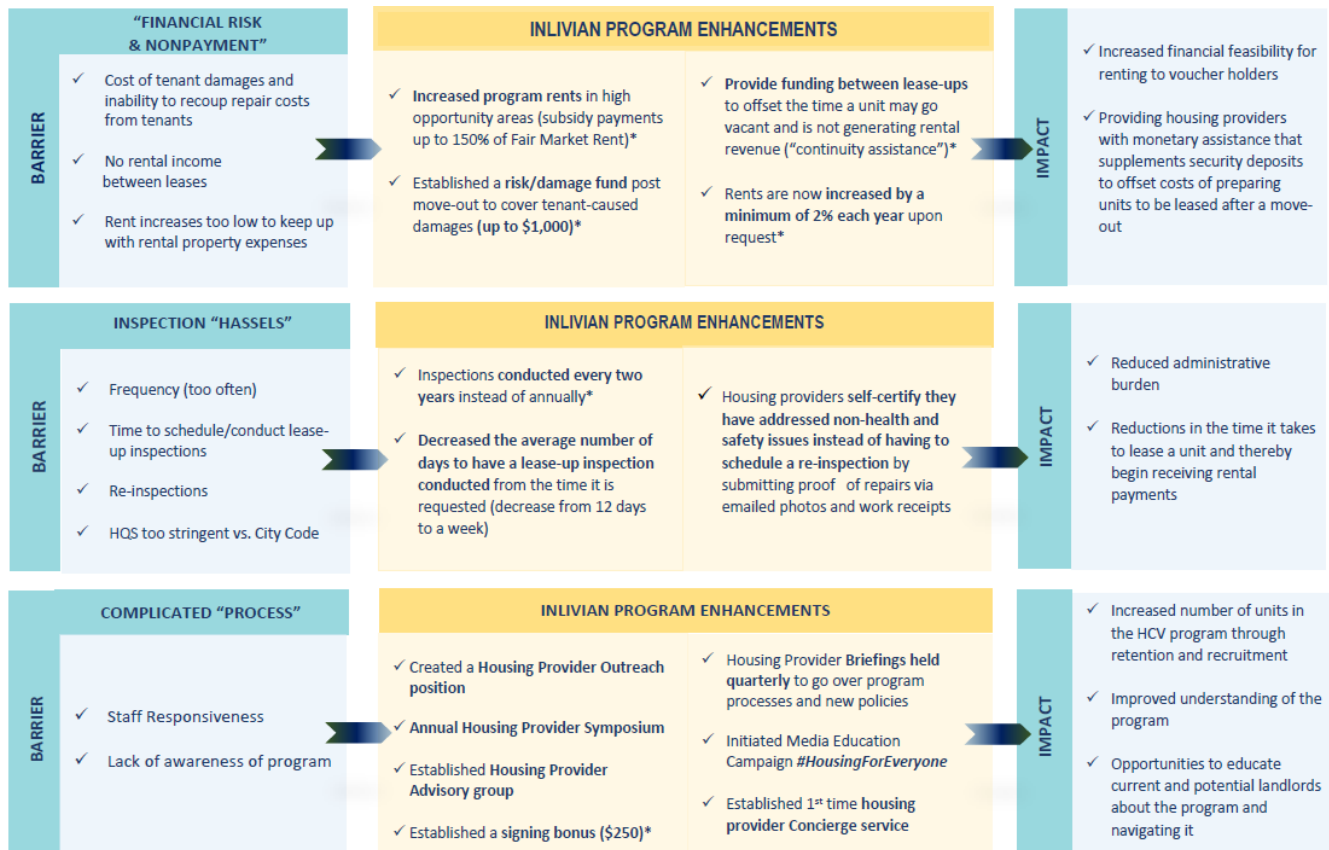 “FINANCIAL RISK
& NONPAYMENT”
BARRIER
✓ Cost of tenant damages and
inability to recoup repair costs
from tenants
✓ No rental income
between leases
✓ Rent increases too low to keep up
with rental property expenses
INLIVIAN PROGRAM ENHANCEMENTS
✓ Increased program rents in high
opportunity areas (subsidy payments
up to 150% of Fair Market Rent)*
✓ Established a risk/damage fund post
move-out to cover tenant-caused
damages (up to $1,000)*
✓ Provide funding between lease-ups
to offset the time a unit may go
vacant and is not generating rental
revenue (“continuity assistance”)*
✓ Rents are now increased by a
minimum of 2% each year upon
request*
IMPACT
✓ Increased financial feasibility for
renting to voucher holders
✓ Providing housing providers
with monetary assistance that
supplements security deposits
to offset costs of preparing
units to be leased after a move-
out
INSPECTION “HASSELS”
BARRIER
✓ Frequency (too often)
✓ Time to schedule/conduct lease-
up inspections
✓ Re-inspections
✓ HQS too stringent vs. City Code
INLIVIAN PROGRAM ENHANCEMENTS
✓ Inspections conducted every two
years instead of annually*
✓ Decreased the average number of
days to have a lease-up inspection
conducted from the time it is
requested (decrease from 12 days
to a week)
✓ Housing providers self-certify they
have addressed non-health and
safety issues instead of having to
schedule a re-inspection by
submitting proof of repairs via
emailed photos and work receipts
IMPACT
✓ Reduced administrative
burden
✓ Reductions in the time it takes
to lease a unit and thereby
begin receiving rental
payments
COMPLICATED “PROCESS”
BARRIER
✓ Staff Responsiveness
✓ Lack of awareness of program
INLIVIAN PROGRAM ENHANCEMENTS
✓ Created a Housing Provider Outreach
position
✓ Annual Housing Provider Symposium
✓ Established Housing Provider
Advisory group
✓ Established a signing bonus ($250)*
✓ Housing Provider Briefings held
quarterly to go over program
processes and new policies
✓ Initiated Media Education
Campaign #HousingForEveryone
✓ Established 1st time housing
provider Concierge service
IMPACT
✓ Increased number of units in
the HCV program through
retention and recruitment
✓ Improved understanding of the
program
✓ Opportunities to educate
current and potential landlords
about the program and
navigating it